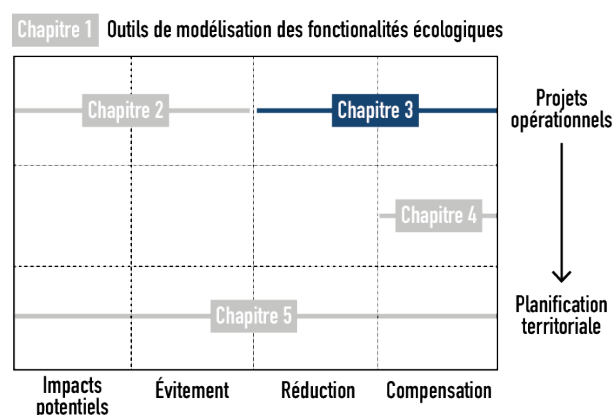 Chapitre 1 Outils de modélisation des fonctionalités écologiques
Chapitre 2
Chapitre 3
Projets
opérationnels
Chapitre 4
Chapitre 5
Planification
territoriale
Impacts
potentiels
Évitement
Réduction
Compensation